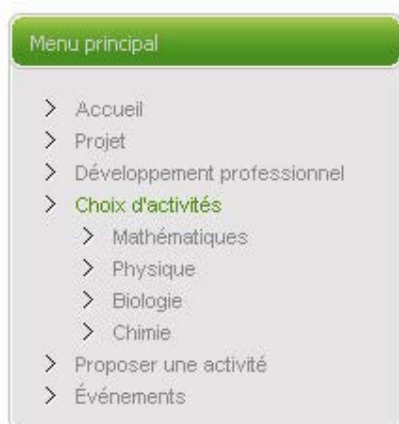 Menu principal
Accueil
Projet
Développement professionnel
Choix d'activités
Mathématiques
Physique
Biologie
Chimie
Proposer une activité
Événements